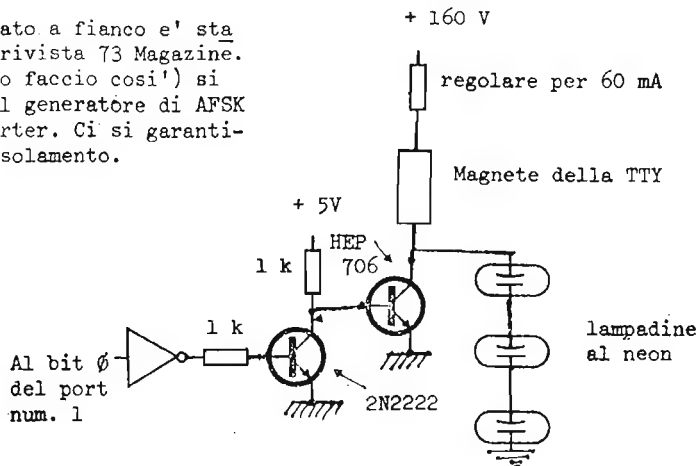 ato a fianco e' sta
rivista 73 Magazine.
o faccio cosi') si
l generatore di AFSK
rter. Ci si garanti-
solamento.
+ 160 V
regolare per 60 mA
Magnete della TTY
+ 5V
HEP
706
1 k
1 k
Al bit ∅
del port
num. 1
2N2222
lampadine
al neon